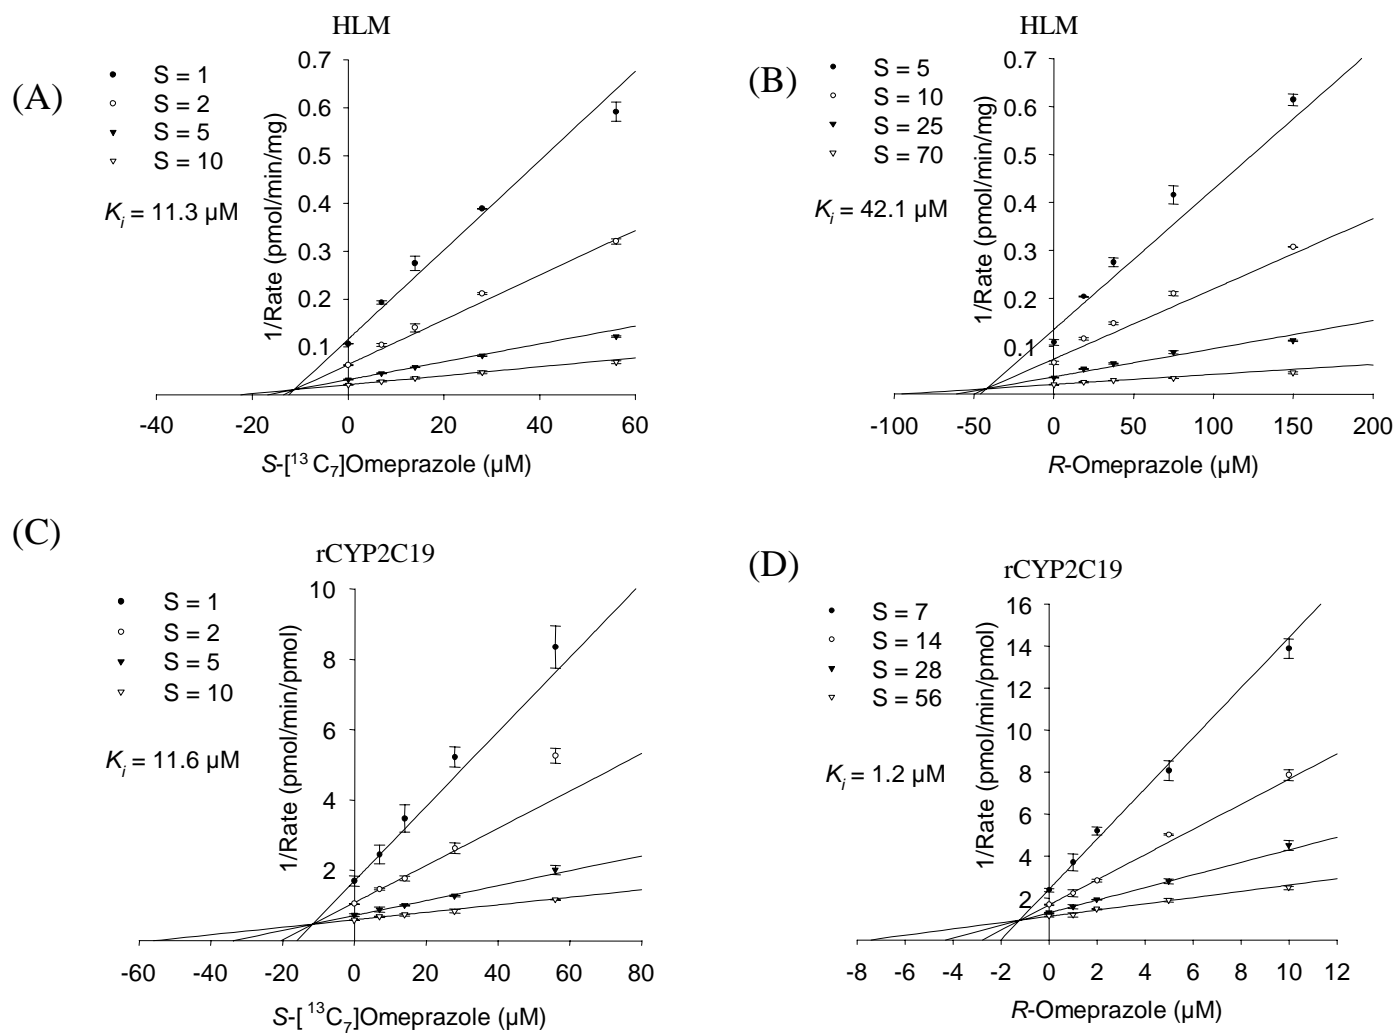 HLM
(A)
S = 1
S = 2
S = 5
S = 10
Ki = 11.3 µM
1/Rate (pmol/min/mg)
0.7
0.6
0.5
0.4
0.3
0.2
0.1
-40 -20 0 20 40 60
S-[13C7]Omeprazole (µM)
HLM
(B)
S = 5
S = 10
S = 25
S = 70
Ki = 42.1 µM
1/Rate (pmol/min/mg)
0.7
0.6
0.5
0.4
0.3
0.2
0.1
-100 -50 0 50 100 150 200
R-Omeprazole (µM)
(C)
rCYP2C19
S = 1
S = 2
S = 5
S = 10
Ki = 11.6 µM
1/Rate (pmol/min/pmol)
10
8
6
4
2
-60 -40 -20 0 20 40 60 80
S-[13C7]Omeprazole (µM)
(D)
rCYP2C19
S = 7
S = 14
S = 28
S = 56
Ki = 1.2 µM
1/Rate (pmol/min/pmol)
16
14
12
10
8
6
4
2
-8 -6 -4 -2 0 2 4 6 8 10 12
R-Omeprazole (µM)